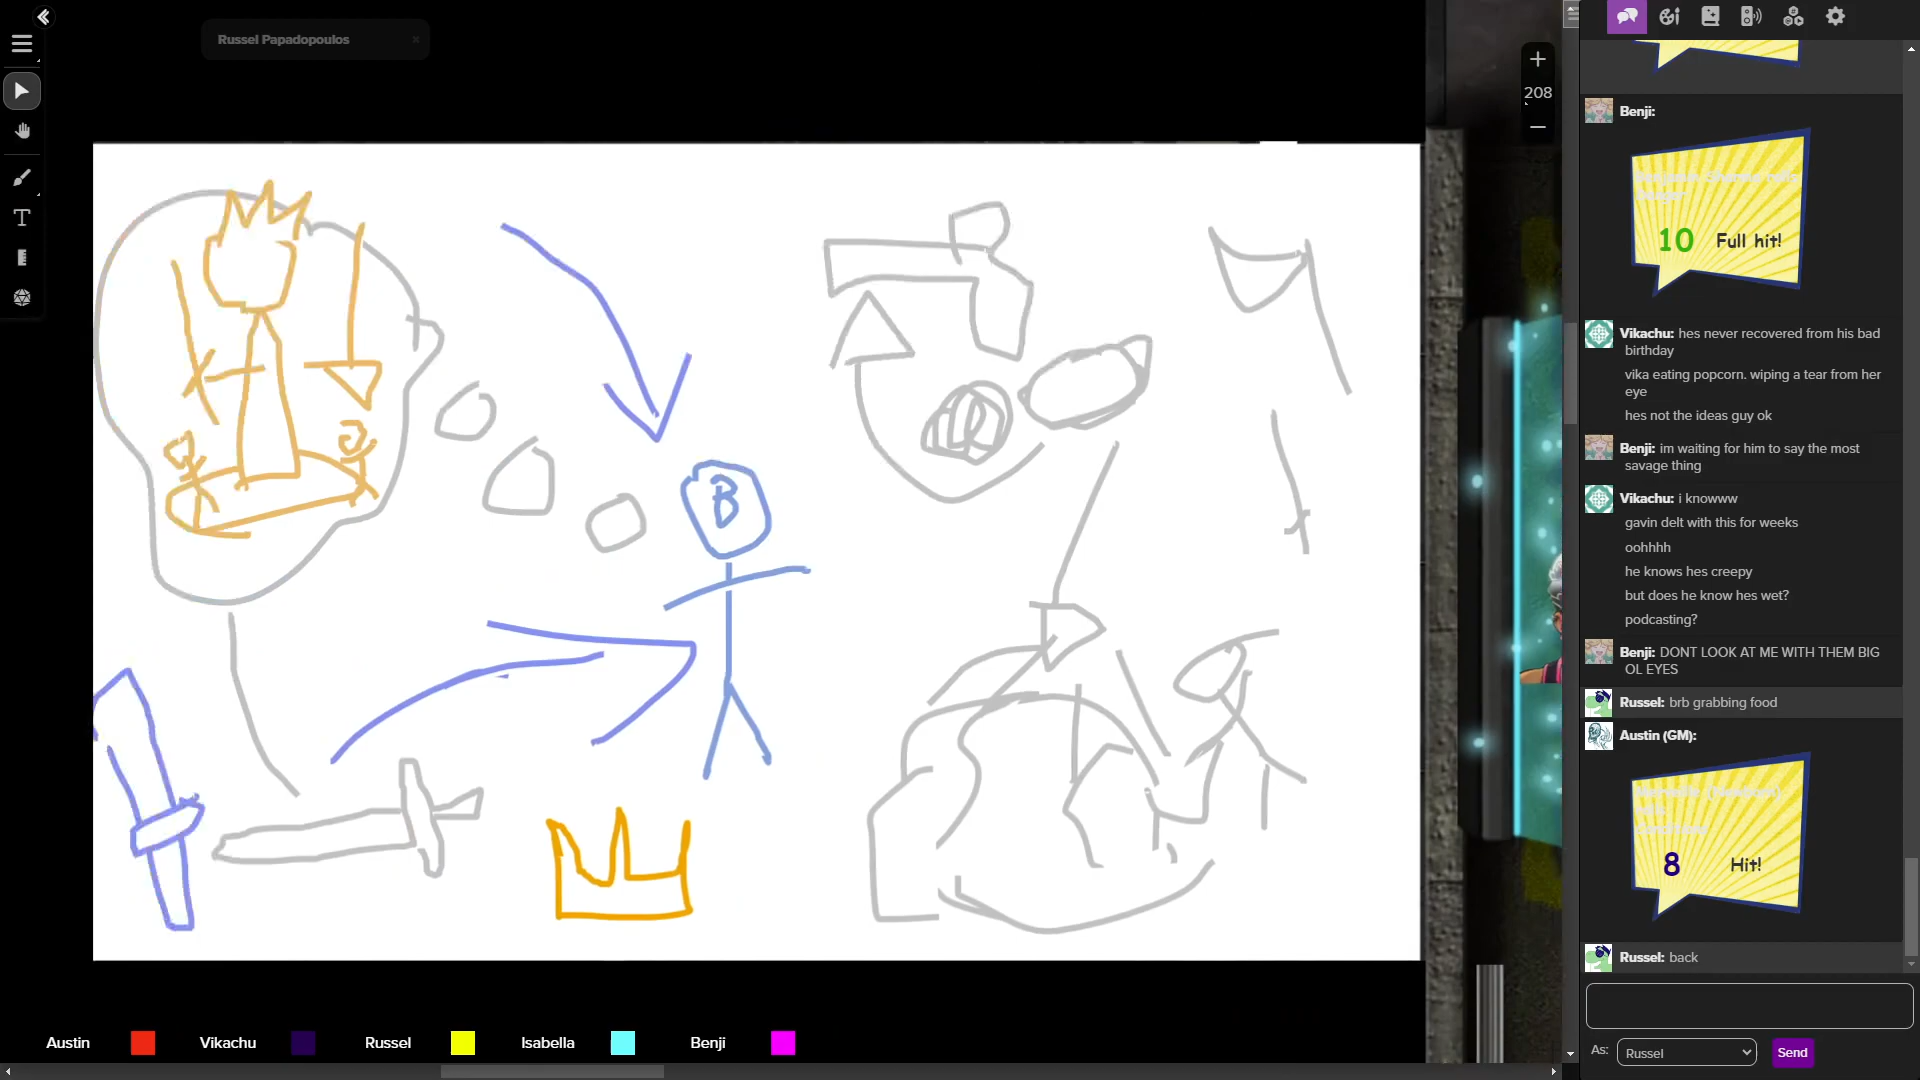 Russel Papadopoulos
208
B
Austin
Vikachu
Russel
Isabella
Benji
Benji:
10 Full hit!
Vikachu: hes never recovered from his bad
birthday
vika eating popcorn. wiping a tear from her
eye
hes not the ideas guy ok
Benji: im waiting for him to say the most
savage thing
Vikachu: i knowww
gavin delt with this for weeks
oohhhh
he knows hes creepy
but does he know hes wet?
podcasting?
Benji: DONT LOOK AT ME WITH THEM BIG
OL EYES
Russel: brb grabbing food
Austin (GM):
8 Hit!
Russel: back
As: Russel Send